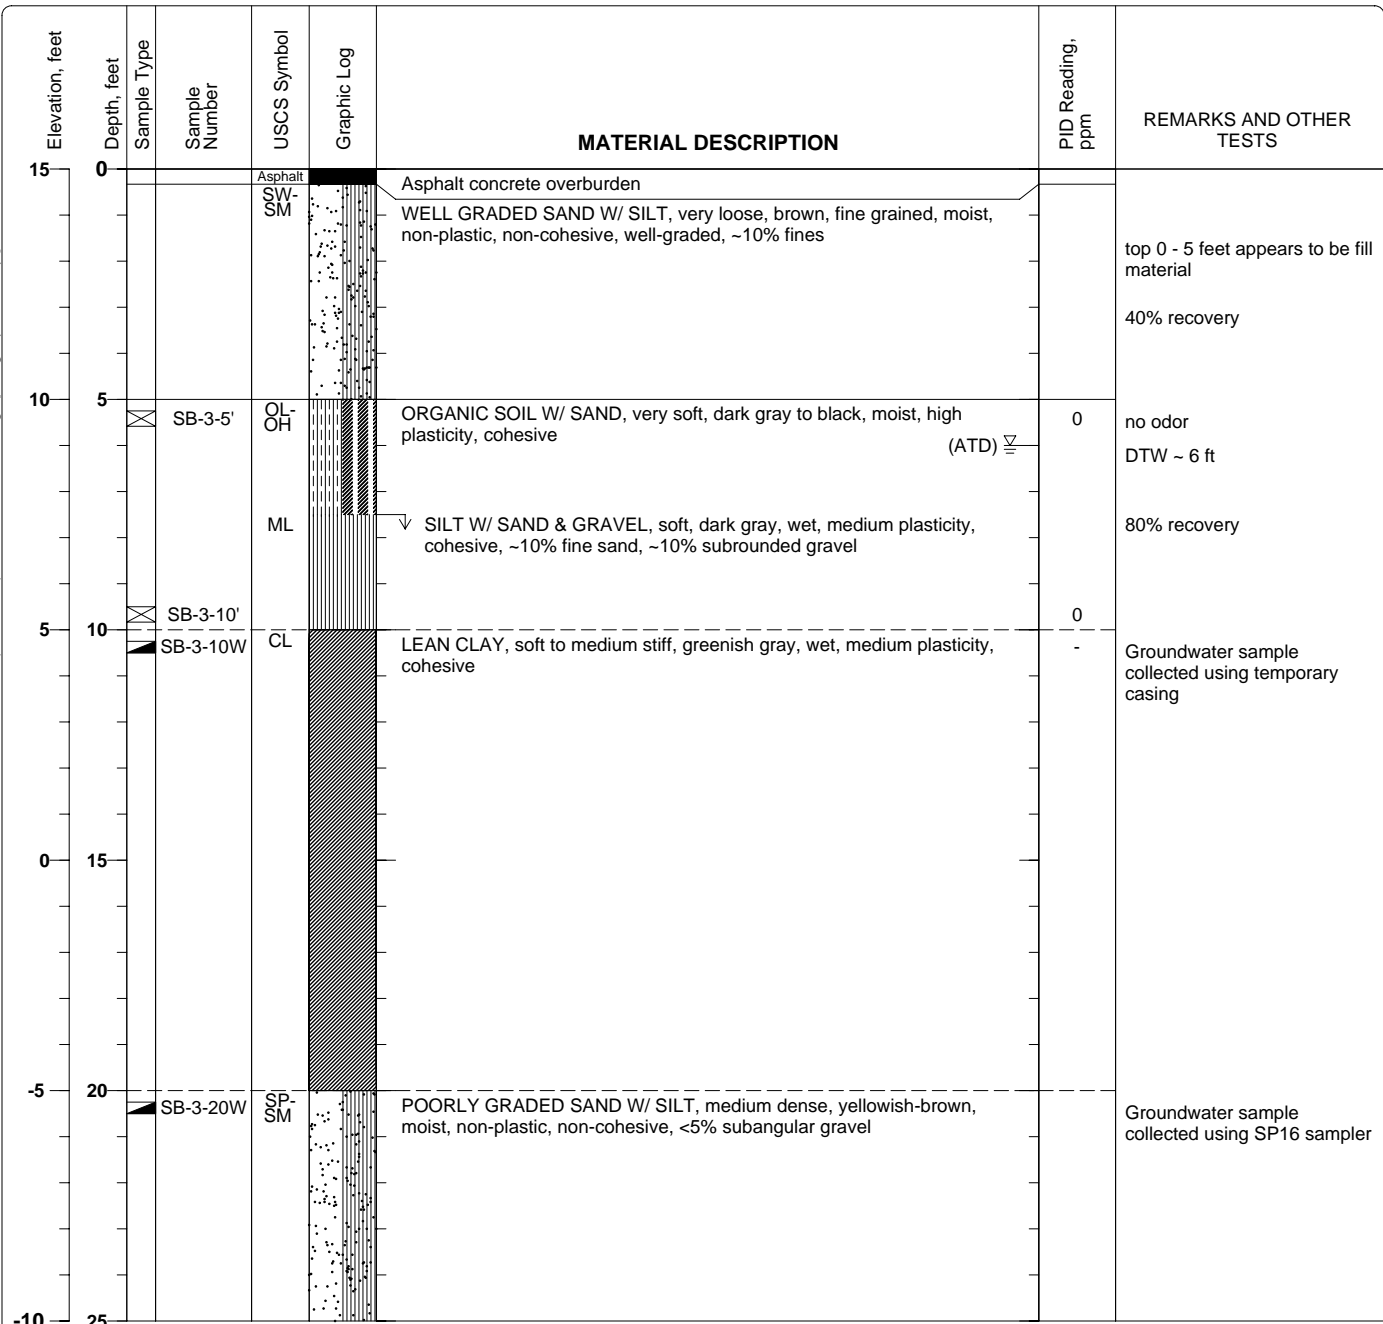 Elevation, feet
Depth, feet
Sample Type
Sample
Number
USCS Symbol
Graphic Log
MATERIAL DESCRIPTION
PID Reading,
ppm
REMARKS AND OTHER
TESTS
15 0
Asphalt
Asphalt concrete overburden
SW-
SM
WELL GRADED SAND W/ SILT, very loose, brown, fine grained, moist,
non-plastic, non-cohesive, well-graded, ~10% fines
top 0 - 5 feet appears to be fill
material
40% recovery
10 5
SB-3-5'
OL-
OH
ORGANIC SOIL W/ SAND, very soft, dark gray to black, moist, high
plasticity, cohesive
0
no odor
(ATD)
DTW ~ 6 ft
ML
SILT W/ SAND & GRAVEL, soft, dark gray, wet, medium plasticity,
cohesive, ~10% fine sand, ~10% subrounded gravel
80% recovery
SB-3-10'
0
5 10
SB-3-10W
CL
LEAN CLAY, soft to medium stiff, greenish gray, wet, medium plasticity,
cohesive
-
Groundwater sample
collected using temporary
casing
0 15
-5 20
SB-3-20W
SP-
SM
POORLY GRADED SAND W/ SILT, medium dense, yellowish-brown,
moist, non-plastic, non-cohesive, <5% subangular gravel
Groundwater sample
collected using SP16 sampler
-10 25